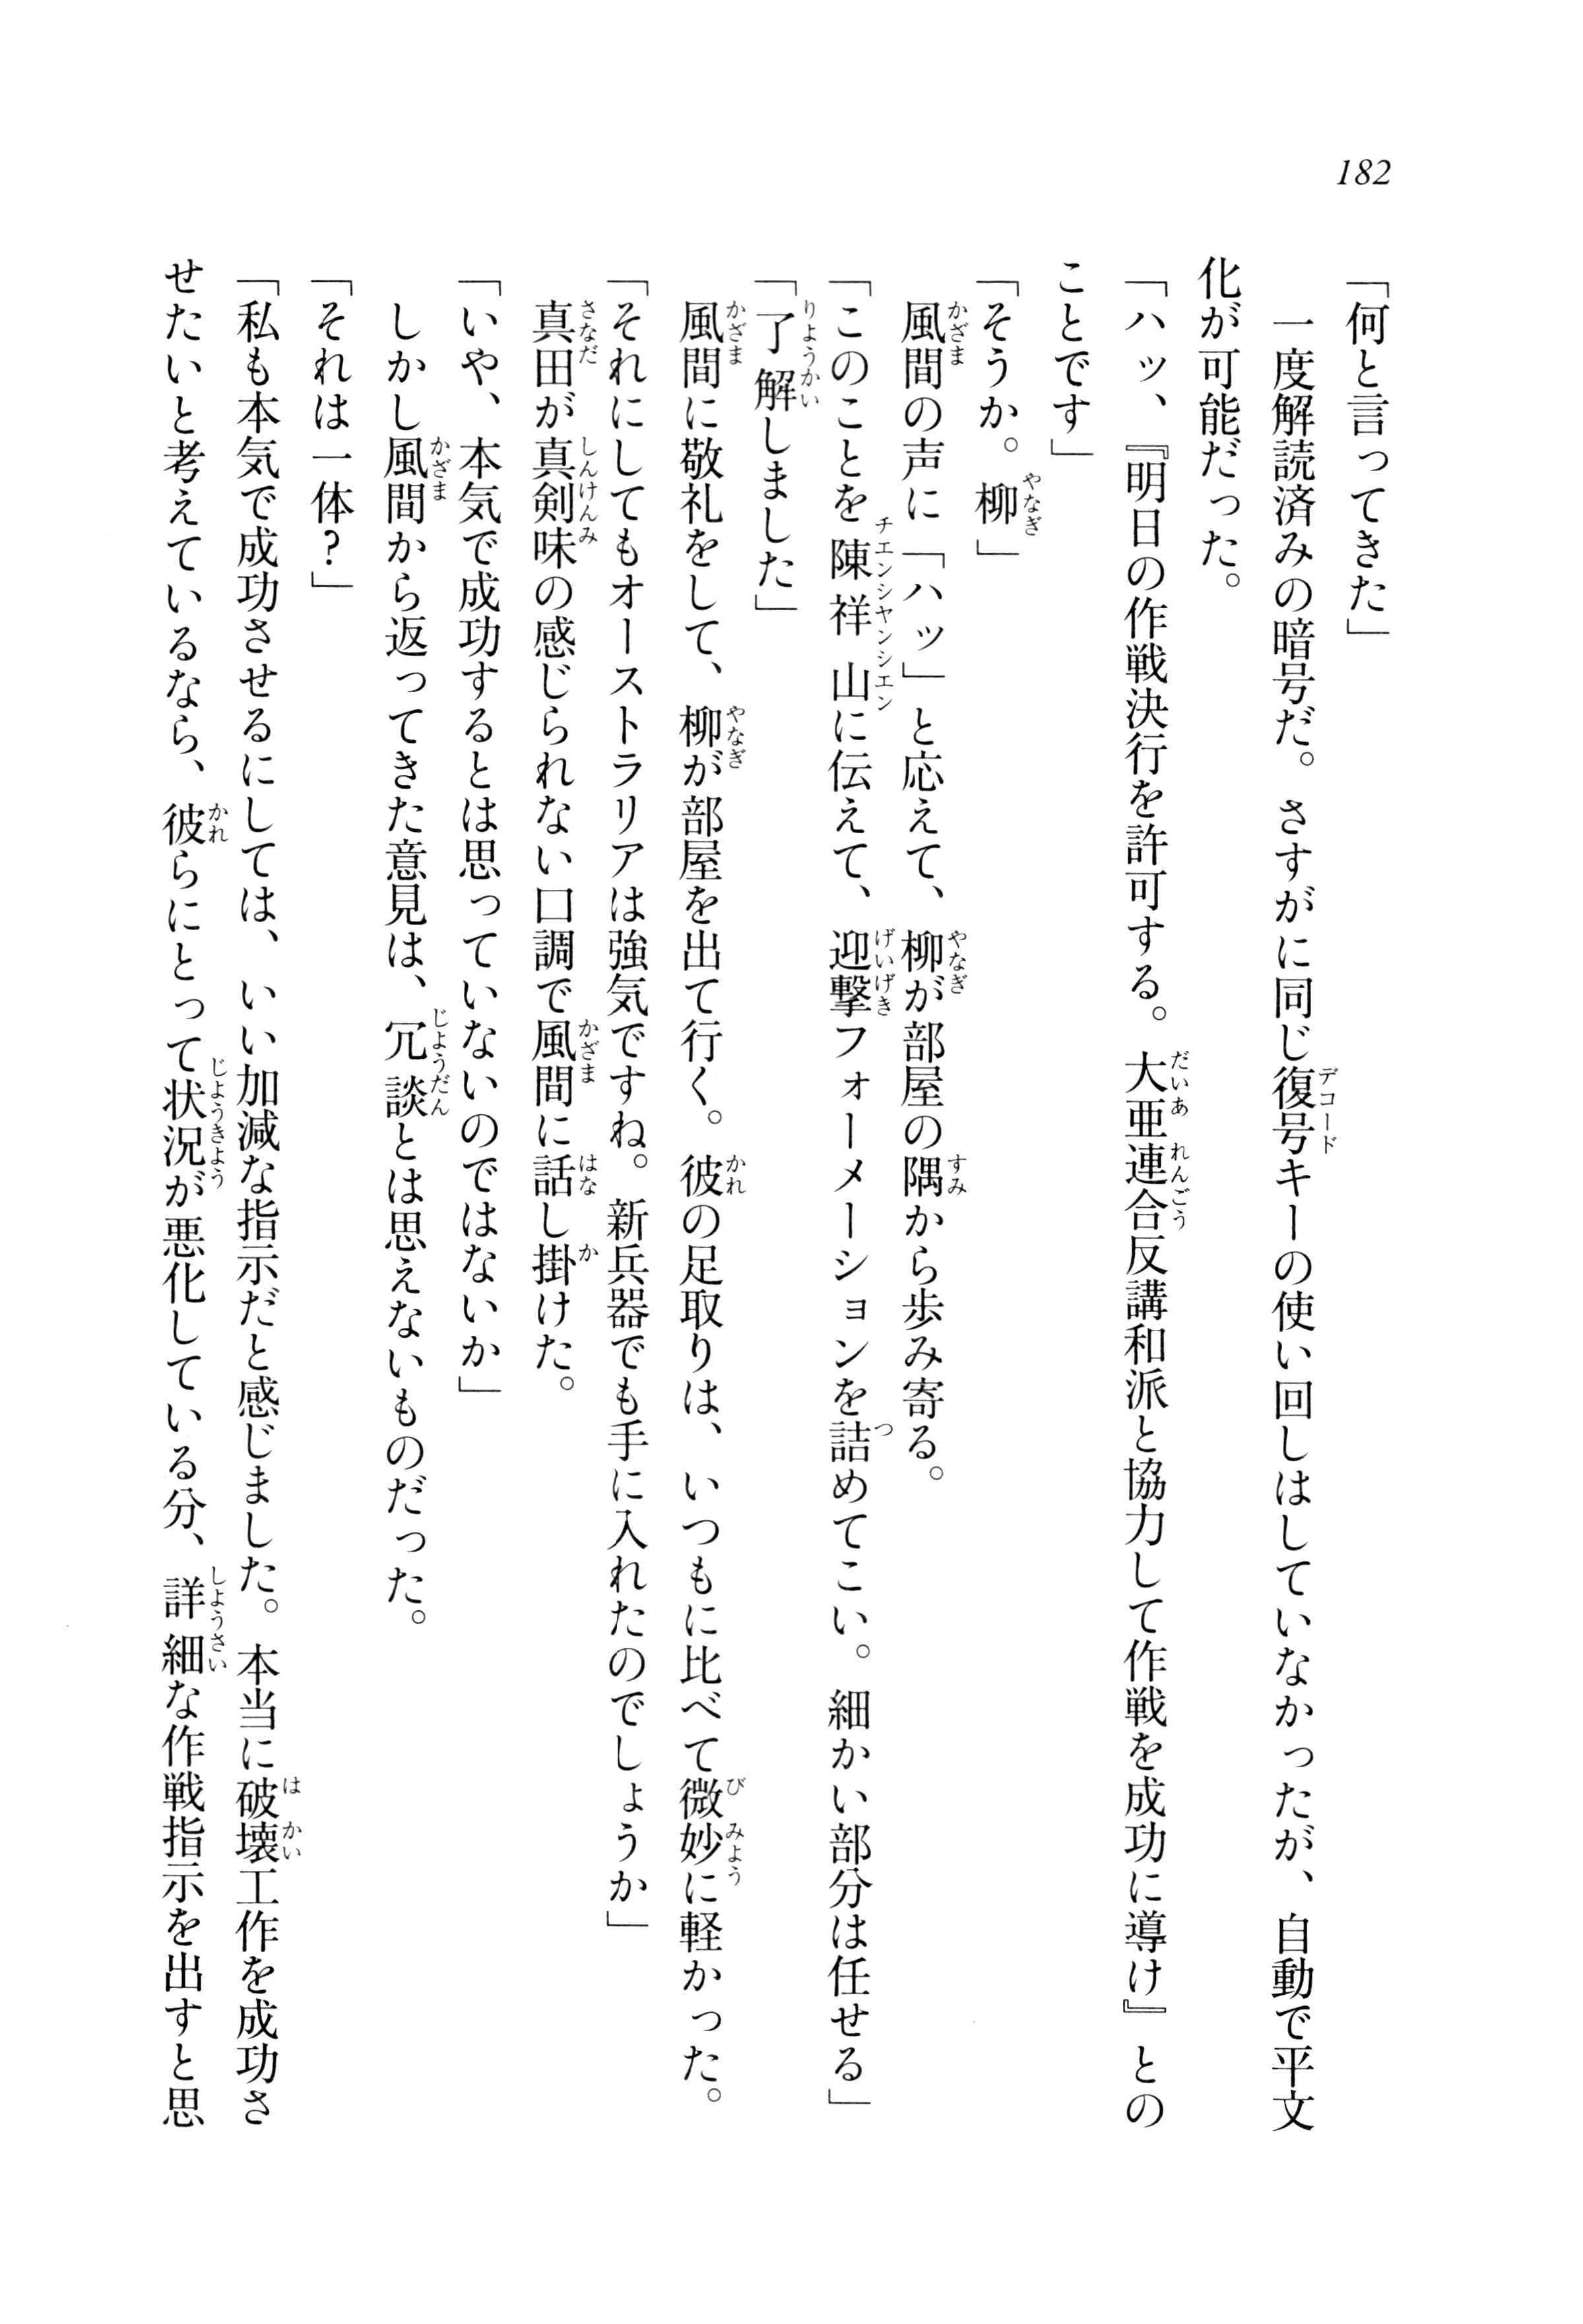 182
「何と言ってきた」
　一度解読済みの暗号だ。さすがに同じ復号キーの使い回しはしていなかったが、自動で平文
化が可能だった。
「ハッ、『明日の作戦決行を許可する。大亜連合反講和派と協力して作戦を成功に導け』との
ことです」
「そうか。柳」
　風間の声に「ハッ」と応えて、柳が部屋の隅から歩み寄る。
「このことを陳祥山に伝えて、迎撃フォーメーションを詰めてこい。細かい部分は任せる」
「了解しました」
　風間に敬礼をして、柳が部屋を出て行く。彼の足取りは、いつもに比べて微妙に軽かった。
「それにしてもオーストラリアは強気ですね。新兵器でも手に入れたのでしょうか」
　真田が真剣味の感じられない口調で風間に話し掛けた。
「いや、本気で成功するとは思っていないのではないか」
　しかし風間から返ってきた意見は、冗談とは思えないものだった。
「それは一体？」
「私も本気で成功させるにしては、いい加減な指示だと感じました。本当に破壊工作を成功さ
せたいと考えているなら、彼らにとって状況が悪化している分、詳細な作戦指示を出すと思